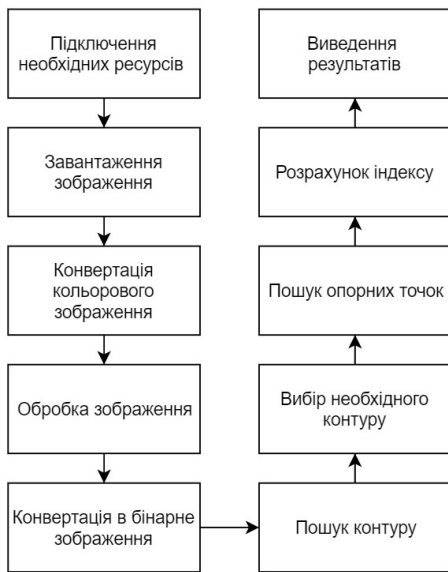 Підключення
необхідних ресурсів
Завантаження
зображення
Конвертація
кольорового
зображення
Обробка зображення
Конвертація в бінарне
зображення
Пошук контуру
Вибір необхідного
контуру
Пошук опорних точок
Розрахунок індексу
Виведення
результатів